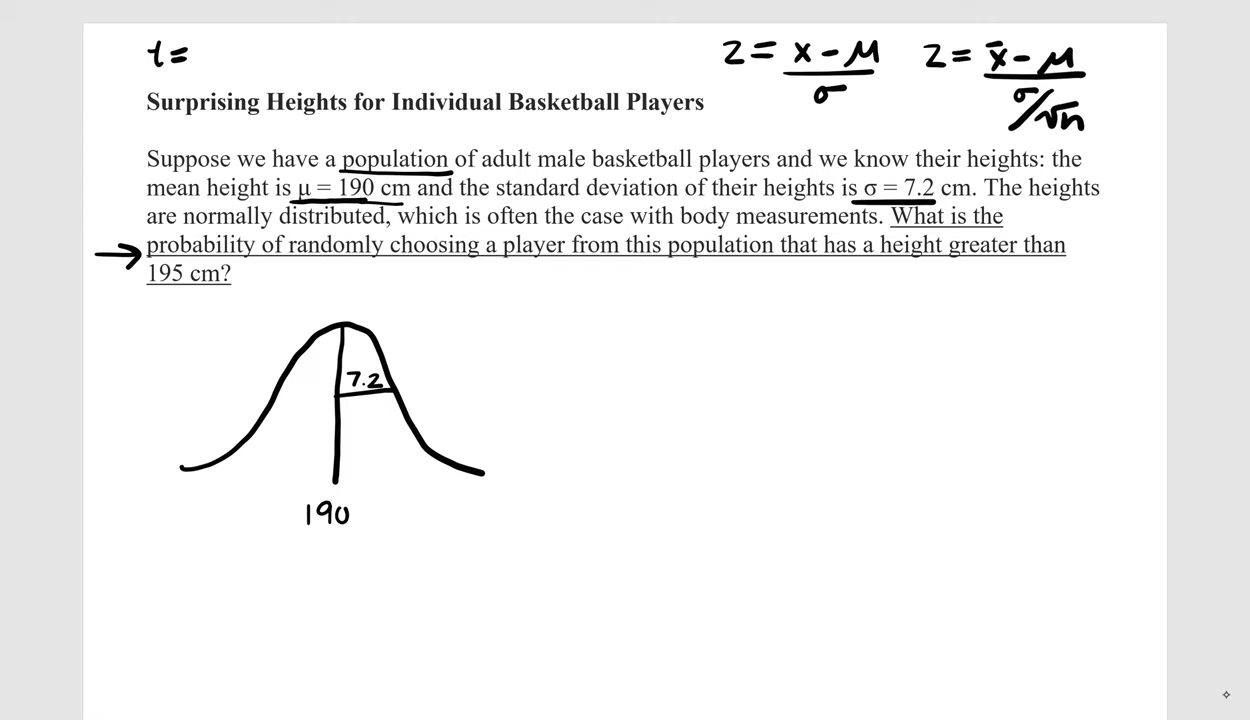 t =
z = x - μ / σ
z = x̄ - μ / σ/√n
Surprising Heights for Individual Basketball Players
Suppose we have a population of adult male basketball players and we know their heights: the
mean height is μ = 190 cm and the standard deviation of their heights is σ = 7.2 cm. The heights
are normally distributed, which is often the case with body measurements. What is the
probability of randomly choosing a player from this population that has a height greater than
195 cm?
7.2
190